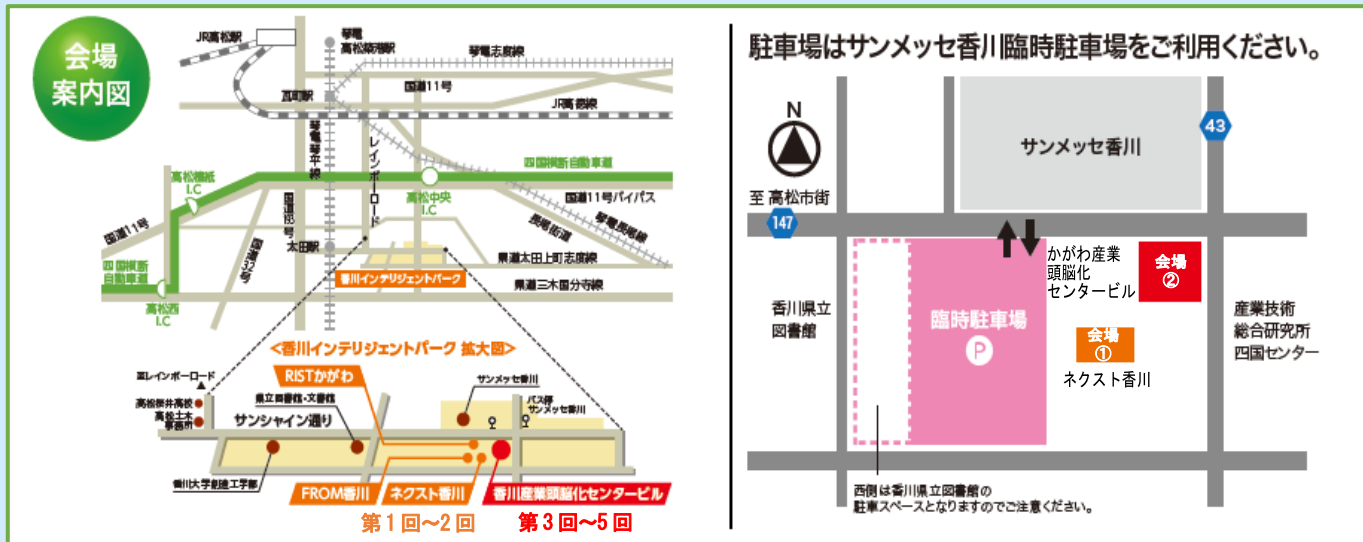 会場
案内図
JR高松駅
琴電
高松築港駅
琴電志度線
国道11号
瓦町駅
JR高徳線
琴電琴平線
レインボーロード
四国横断自動車道
高松檀紙
I.C
高松中央
I.C
国道11号バイパス
国道11号
国道32号
国道193号
長尾街道
琴電長尾線
太田駅
県道太田上町志度線
四国横断
自動車道
香川インテリジェントパーク
県道三木国分寺線
高松西
I.C
<香川インテリジェントパーク 拡大図>
RISTかがわ
至レインボーロード
サンメッセ香川
高松桜井高校
県立図書館・文書館
バス停
サンメッセ香川
高松土木
事務所
サンシャイン通り
香川大学創造工学部
FROM香川
ネクスト香川
香川産業頭脳化センタービル
第1回~2回
第3回~5回
駐車場はサンメッセ香川臨時駐車場をご利用ください。
N
サンメッセ香川
43
至 高松市街
147
かがわ産業
頭脳化
センタービル
会場
②
香川県立
図書館
臨時駐車場
P
会場
①
ネクスト香川
産業技術
総合研究所
四国センター
西側は香川県立図書館の
駐車スペースとなりますのでご注意ください。